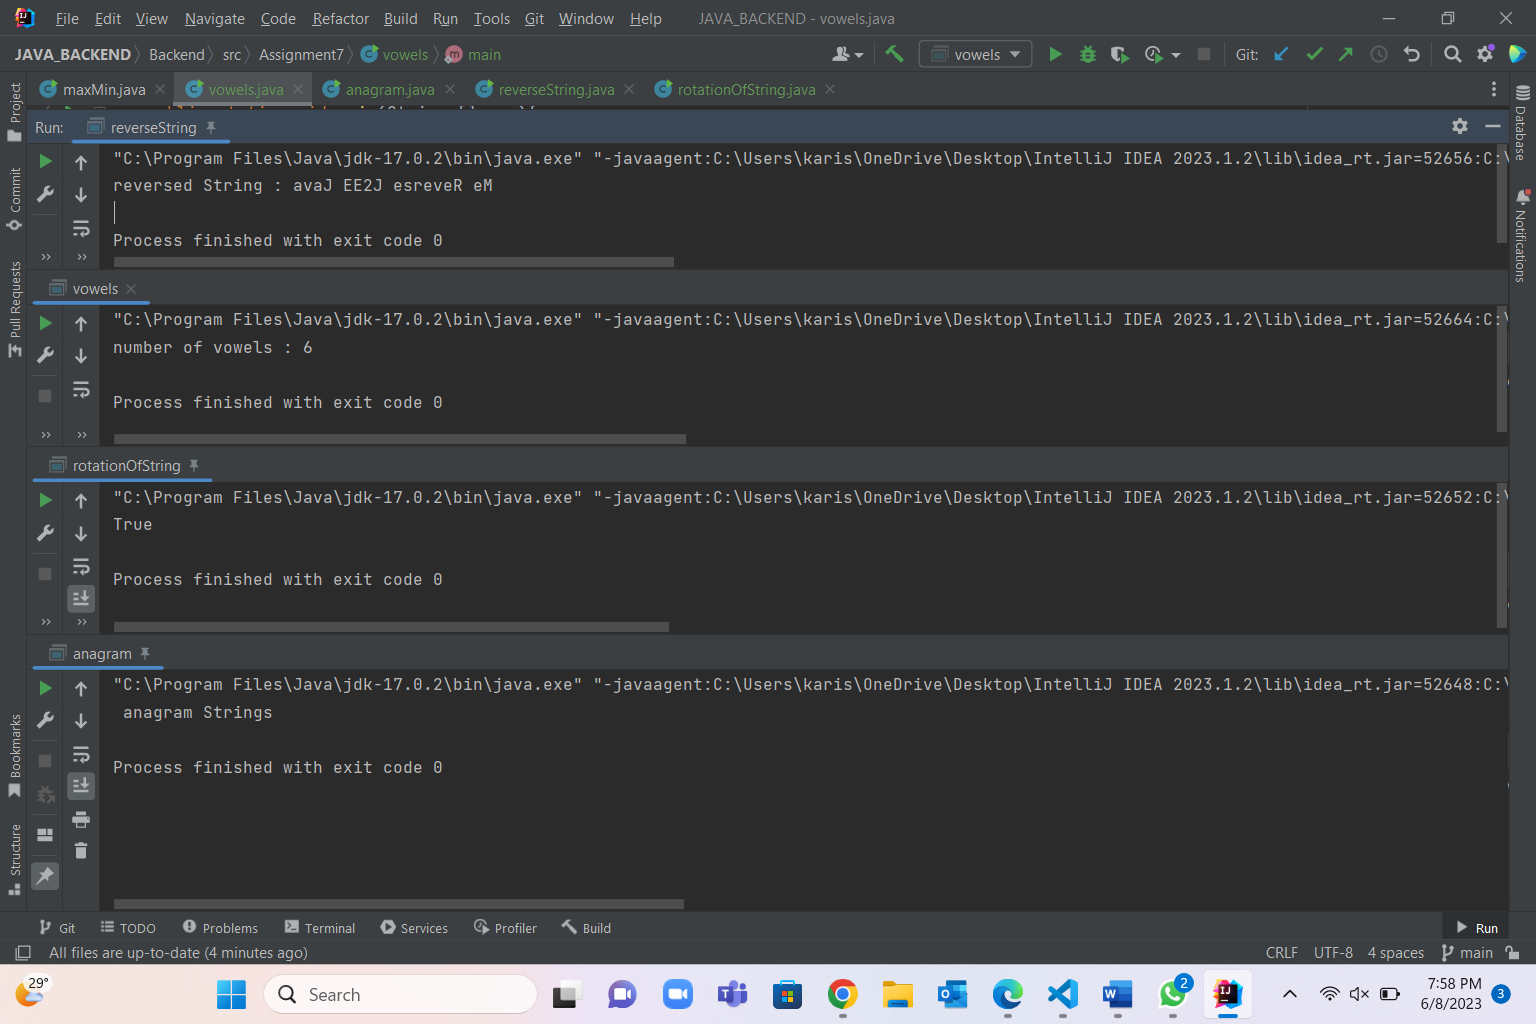 File Edit View Navigate Code Refactor Build Run Tools Git Window Help JAVA_BACKEND - vowels.java
JAVA_BACKEND Backend src Assignment7 vowels main vowels Git:
maxMin.java vowels.java anagram.java reverseString.java rotationOfString.java
Run: reverseString
"C:\Program Files\Java\jdk-17.0.2\bin\java.exe" "-javaagent:C:\Users\karis\OneDrive\Desktop\IntelliJ IDEA 2023.1.2\lib\idea_rt.jar=52656:C:\
reversed String : avaJ EE2J esreveR eM
Process finished with exit code 0
vowels
"C:\Program Files\Java\jdk-17.0.2\bin\java.exe" "-javaagent:C:\Users\karis\OneDrive\Desktop\IntelliJ IDEA 2023.1.2\lib\idea_rt.jar=52664:C:\
number of vowels : 6
Process finished with exit code 0
rotationOfString
"C:\Program Files\Java\jdk-17.0.2\bin\java.exe" "-javaagent:C:\Users\karis\OneDrive\Desktop\IntelliJ IDEA 2023.1.2\lib\idea_rt.jar=52652:C:\
True
Process finished with exit code 0
anagram
"C:\Program Files\Java\jdk-17.0.2\bin\java.exe" "-javaagent:C:\Users\karis\OneDrive\Desktop\IntelliJ IDEA 2023.1.2\lib\idea_rt.jar=52648:C:\
anagram Strings
Process finished with exit code 0
Project
Commit
Pull Requests
Bookmarks
Structure
Database
Notifications
Git TODO Problems Terminal Services Profiler Build Run
All files are up-to-date (4 minutes ago) CRLF UTF-8 4 spaces main
29° Search 2 7:58 PM
6/8/2023 3